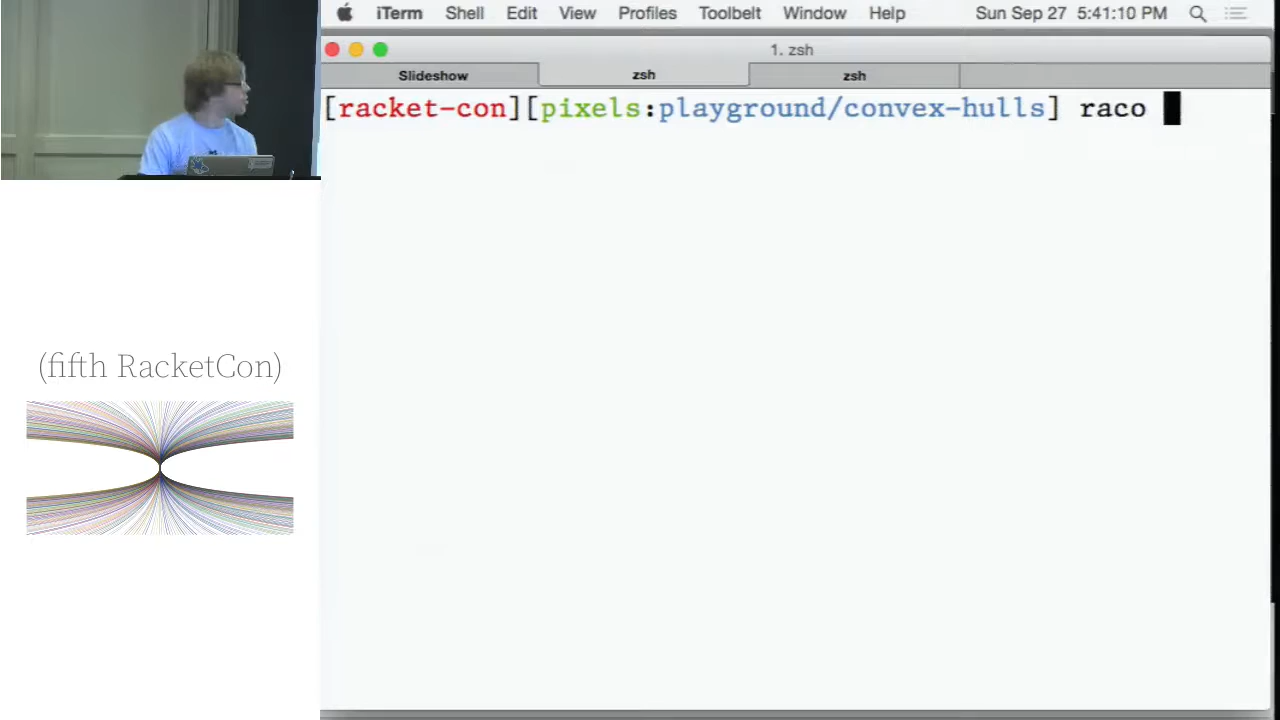 iTerm Shell Edit View Profiles Toolbelt Window Help Sun Sep 27 5:41:10 PM
1. zsh
Slideshow zsh zsh
[racket-con][pixels:playground/convex-hulls] raco
(fifth RacketCon)